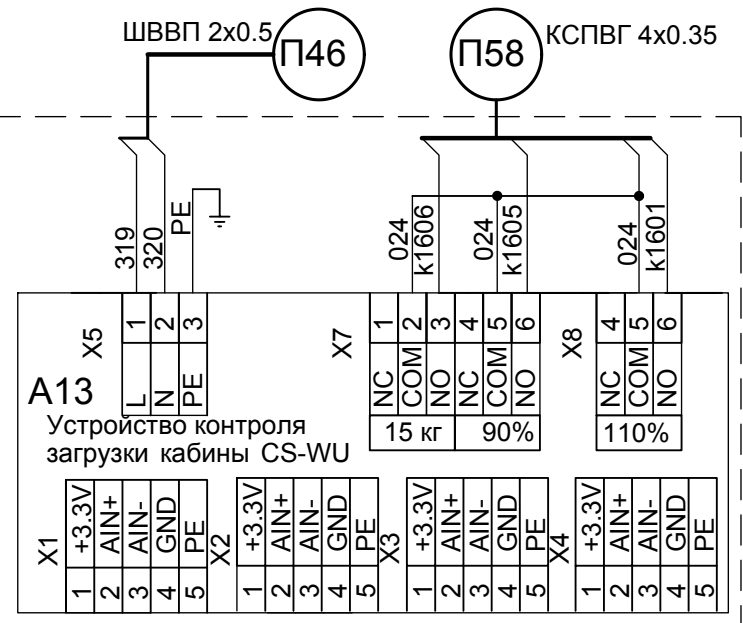 ШВВП 2x0.5
П46
П58
КСПВГ 4x0.35
319
320
PE
024
k1606
024
k1605
024
k1601
X5
1 2 3
L N PE
X7
1 2 3 4 5 6
NC COM NO NC COM NO
15 кг 90%
X8
4 5 6
NC COM NO
110%
A13
Устройство контроля
загрузки кабины CS-WU
X1
+3.3V AIN+ AIN- GND PE
1 2 3 4 5
X2
+3.3V AIN+ AIN- GND PE
1 2 3 4 5
X3
+3.3V AIN+ AIN- GND PE
1 2 3 4 5
X4
+3.3V AIN+ AIN- GND PE
1 2 3 4 5